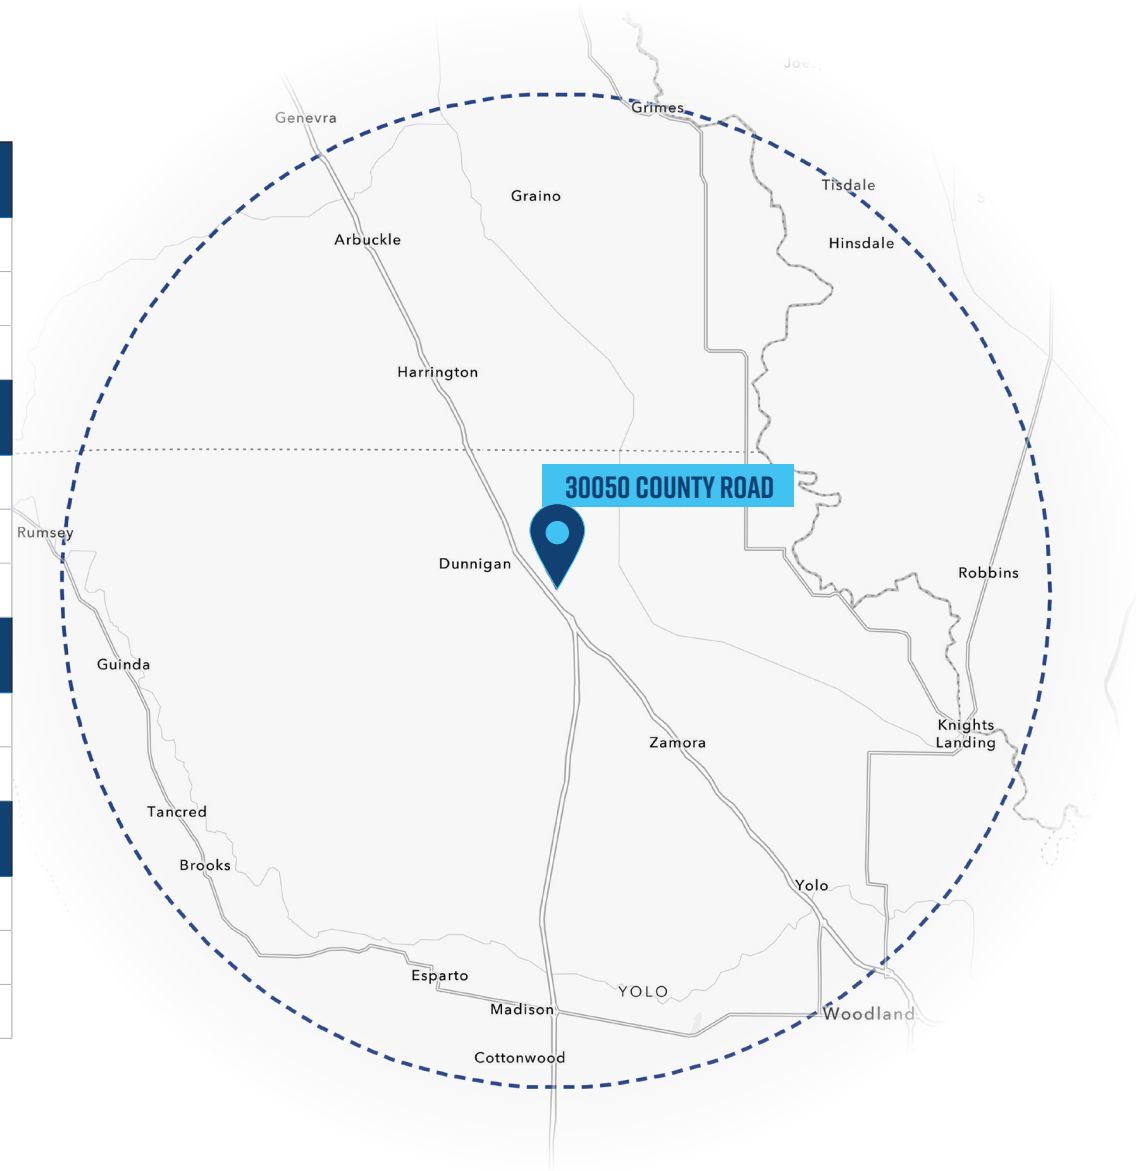 Grimes
Genevra
Tisdale
Graino
Arbuckle
Hinsdale
Harrington
30050 COUNTY ROAD
Rumsey
Dunnigan
Robbins
Guinda
Knights
Landing
Zamora
Tancred
Brooks
Yolo
Esparto
YOLO
Madison
Woodland
Cottonwood